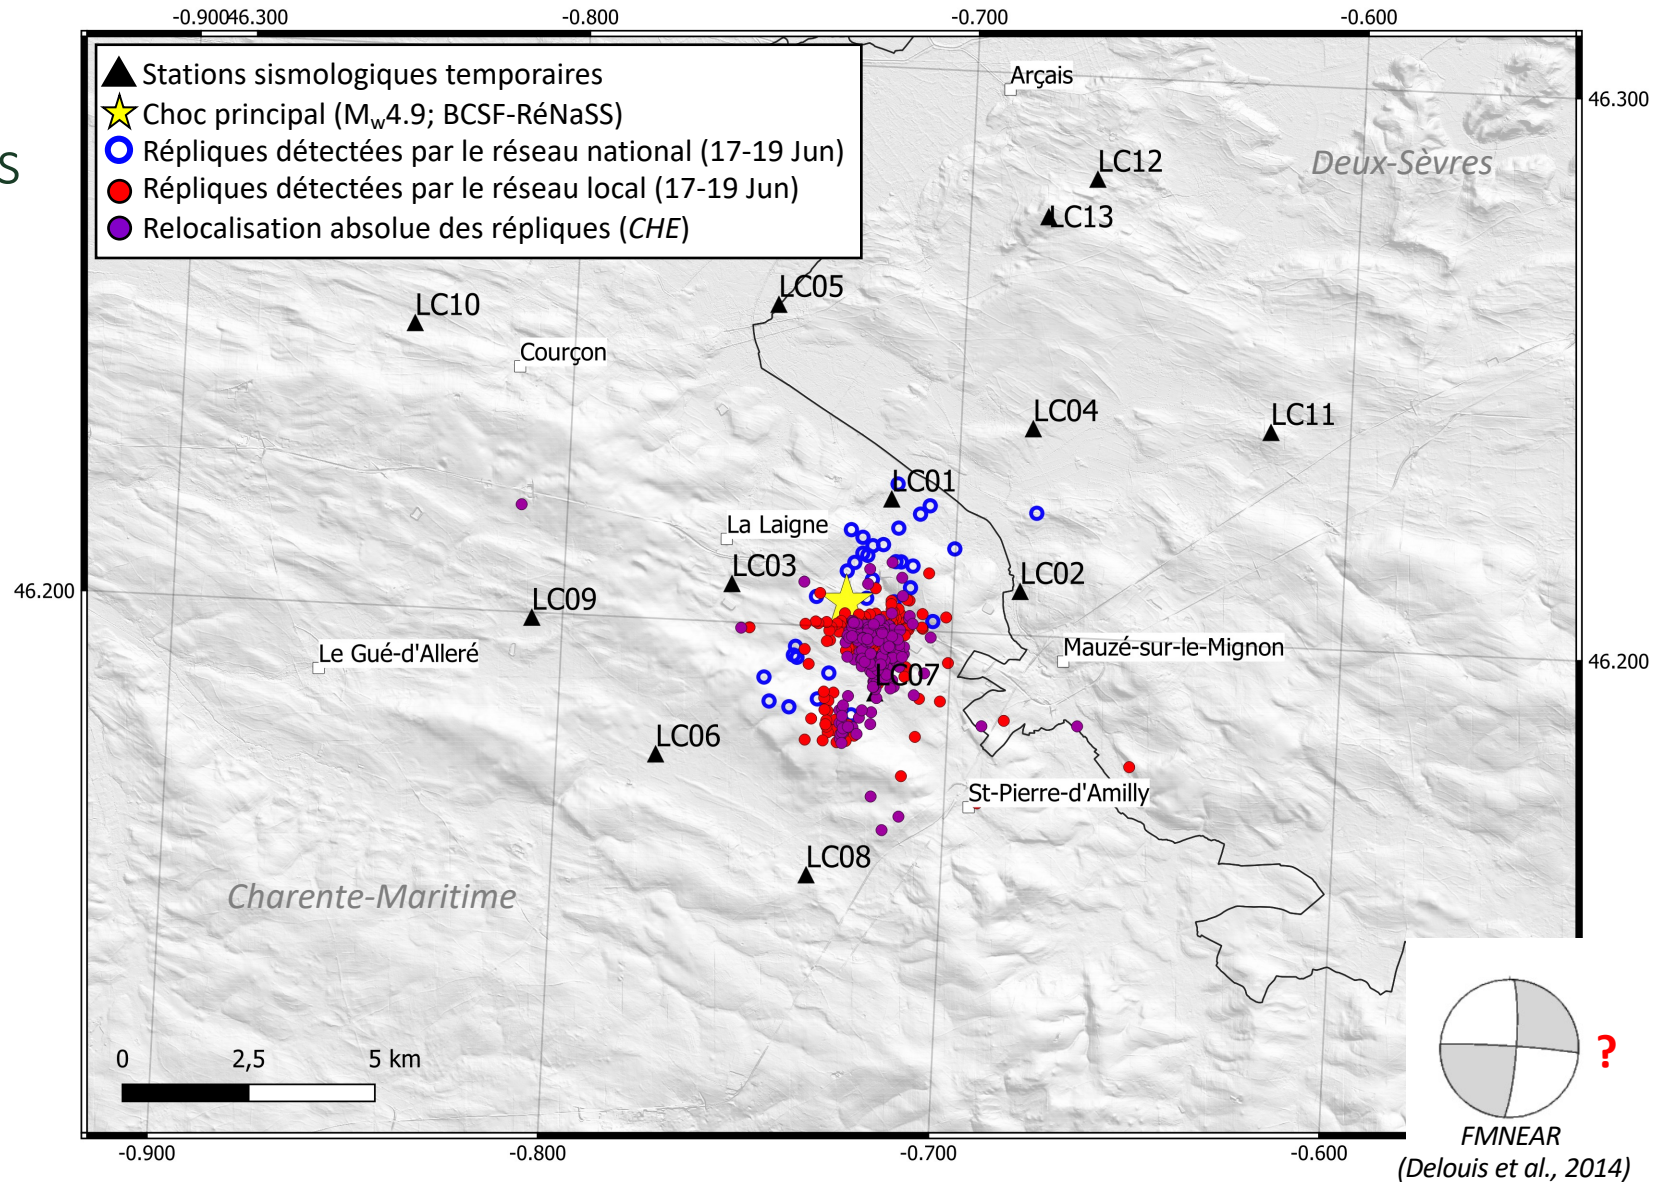 -0.90046.300
-0.800
-0.700
-0.600
S
Stations sismologiques temporaires
Choc principal (Mw4.9; BCSF-RéNaSS)
Répliques détectées par le réseau national (17-19 Jun)
Répliques détectées par le réseau local (17-19 Jun)
Relocalisation absolue des répliques (CHE)
Arçais
46.300
LC12
Deux-Sèvres
LC13
LC05
LC10
Courçon
LC04
LC11
LC01
La Laigne
LC03
LC02
46.200
LC09
Le Gué-d'Alleré
Mauzé-sur-le-Mignon
46.200
LC07
LC06
St-Pierre-d'Amilly
LC08
Charente-Maritime
0
2,5
5 km
?
FMNEAR
(Delouis et al., 2014)
-0.900
-0.800
-0.700
-0.600